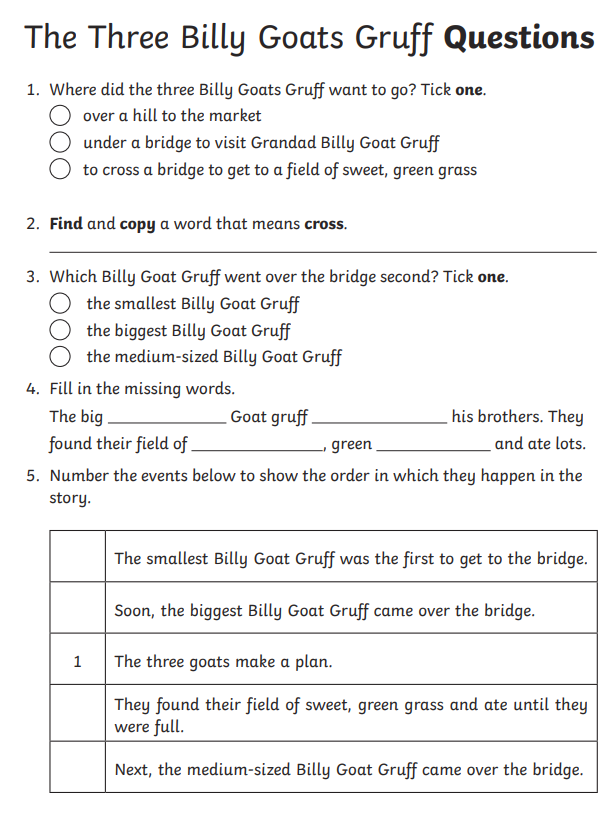 The Three Billy Goats Gruff Questions
1. Where did the three Billy Goats Gruff want to go? Tick one.
over a hill to the market
under a bridge to visit Grandad Billy Goat Gruff
to cross a bridge to get to a field of sweet, green grass
2. Find and copy a word that means cross.
3. Which Billy Goat Gruff went over the bridge second? Tick one.
the smallest Billy Goat Gruff
the biggest Billy Goat Gruff
the medium-sized Billy Goat Gruff
4. Fill in the missing words.
The big ______________ Goat gruff ________________ his brothers. They
found their field of ________________, green ______________ and ate lots.
5. Number the events below to show the order in which they happen in the
story.
The smallest Billy Goat Gruff was the first to get to the bridge.
Soon, the biggest Billy Goat Gruff came over the bridge.
1 The three goats make a plan.
They found their field of sweet, green grass and ate until they
were full.
Next, the medium-sized Billy Goat Gruff came over the bridge.